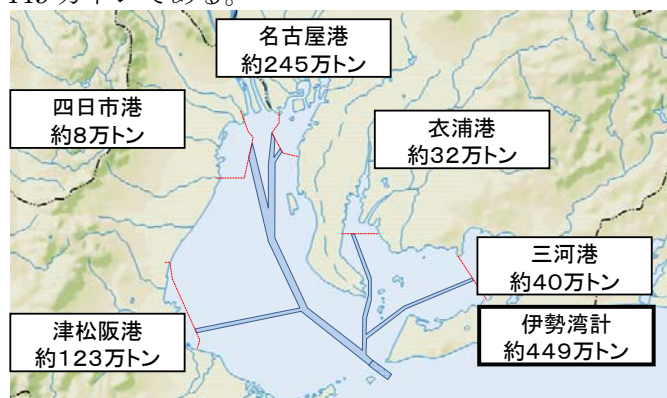 名古屋港
約245万トン
四日市港
約8万トン
衣浦港
約32万トン
三河港
約40万トン
津松阪港
約123万トン
伊勢湾計
約449万トン